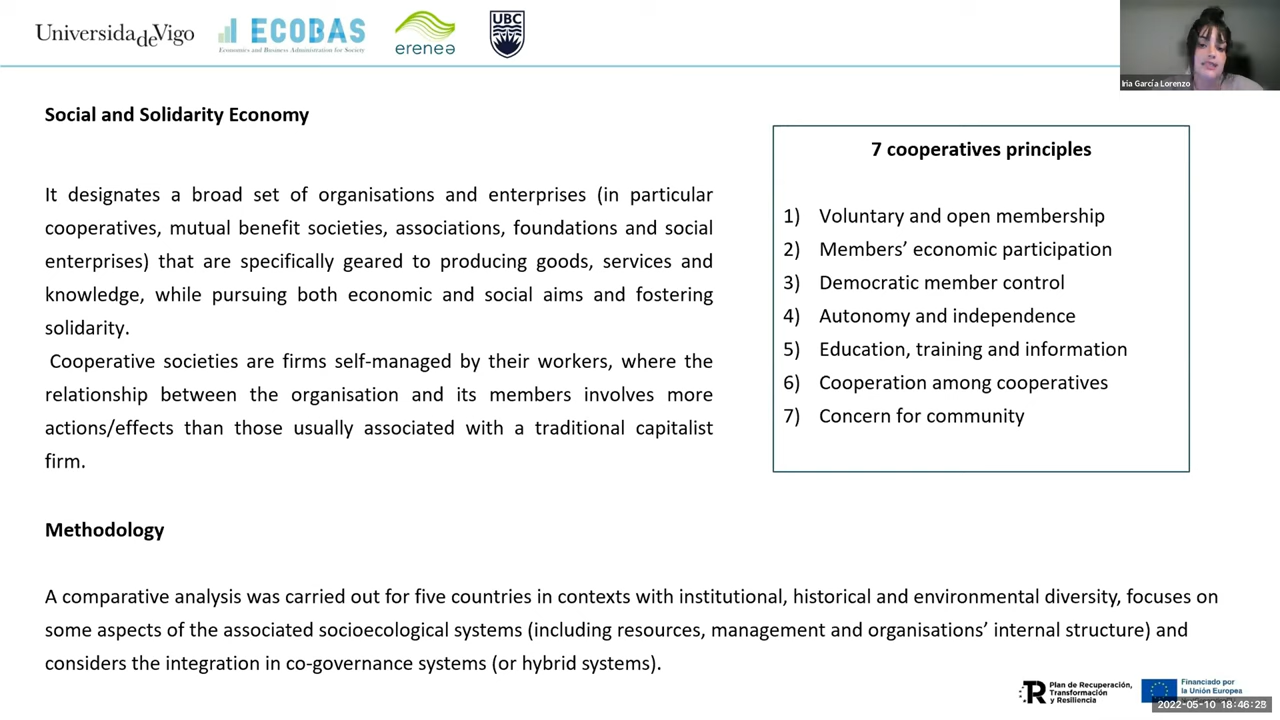 UniversidadeVigo
ECOBAS
Economics and Business Administration for Society
erenea
UBC
Iria García Lorenzo
Social and Solidarity Economy
It designates a broad set of organisations and enterprises (in particular
cooperatives, mutual benefit societies, associations, foundations and social
enterprises) that are specifically geared to producing goods, services and
knowledge, while pursuing both economic and social aims and fostering
solidarity.
Cooperative societies are firms self-managed by their workers, where the
relationship between the organisation and its members involves more
actions/effects than those usually associated with a traditional capitalist
firm.
7 cooperatives principles
1) Voluntary and open membership
2) Members’ economic participation
3) Democratic member control
4) Autonomy and independence
5) Education, training and information
6) Cooperation among cooperatives
7) Concern for community
Methodology
A comparative analysis was carried out for five countries in contexts with institutional, historical and environmental diversity, focuses on
some aspects of the associated socioecological systems (including resources, management and organisations’ internal structure) and
considers the integration in co-governance systems (or hybrid systems).
R
Plan de Recuperación,
Transformación
y Resiliencia
Financiado por
la Unión Europea
2022-05-10 18:46:28